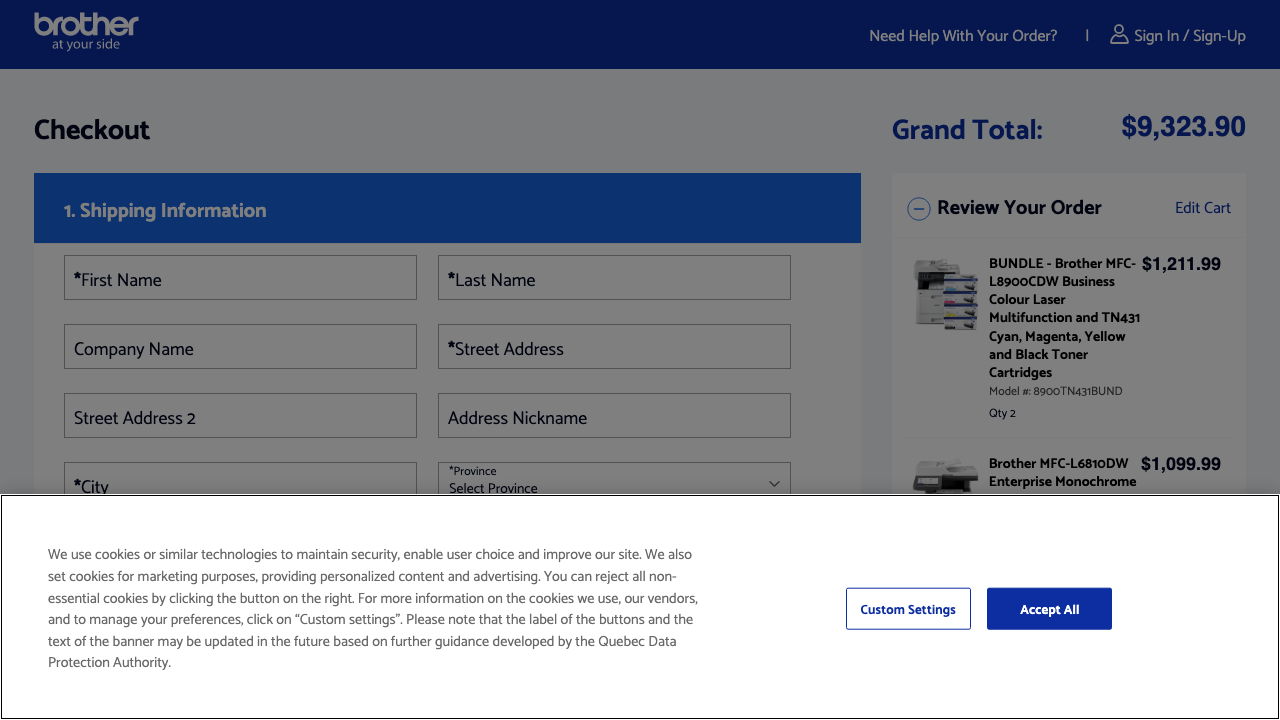 brother
at your side
Need Help With Your Order?
|
Sign In / Sign-Up
Checkout
Grand Total:
$9,323.90
1. Shipping Information
*First Name
*Last Name
Company Name
*Street Address
Street Address 2
Address Nickname
*City
*Province
Select Province
Review Your Order
Edit Cart
BUNDLE - Brother MFC-
L8900CDW Business
Colour Laser
Multifunction and TN431
Cyan, Magenta, Yellow
and Black Toner
Cartridges
$1,211.99
Model #: 8900TN431BUND
Qty 2
Brother MFC-L6810DW
Enterprise Monochrome
$1,099.99
We use cookies or similar technologies to maintain security, enable user choice and improve our site. We also
set cookies for marketing purposes, providing personalized content and advertising. You can reject all non-
essential cookies by clicking the button on the right. For more information on the cookies we use, our vendors,
and to manage your preferences, click on “Custom settings”. Please note that the label of the buttons and the
text of the banner may be updated in the future based on further guidance developed by the Quebec Data
Protection Authority.
Custom Settings
Accept All